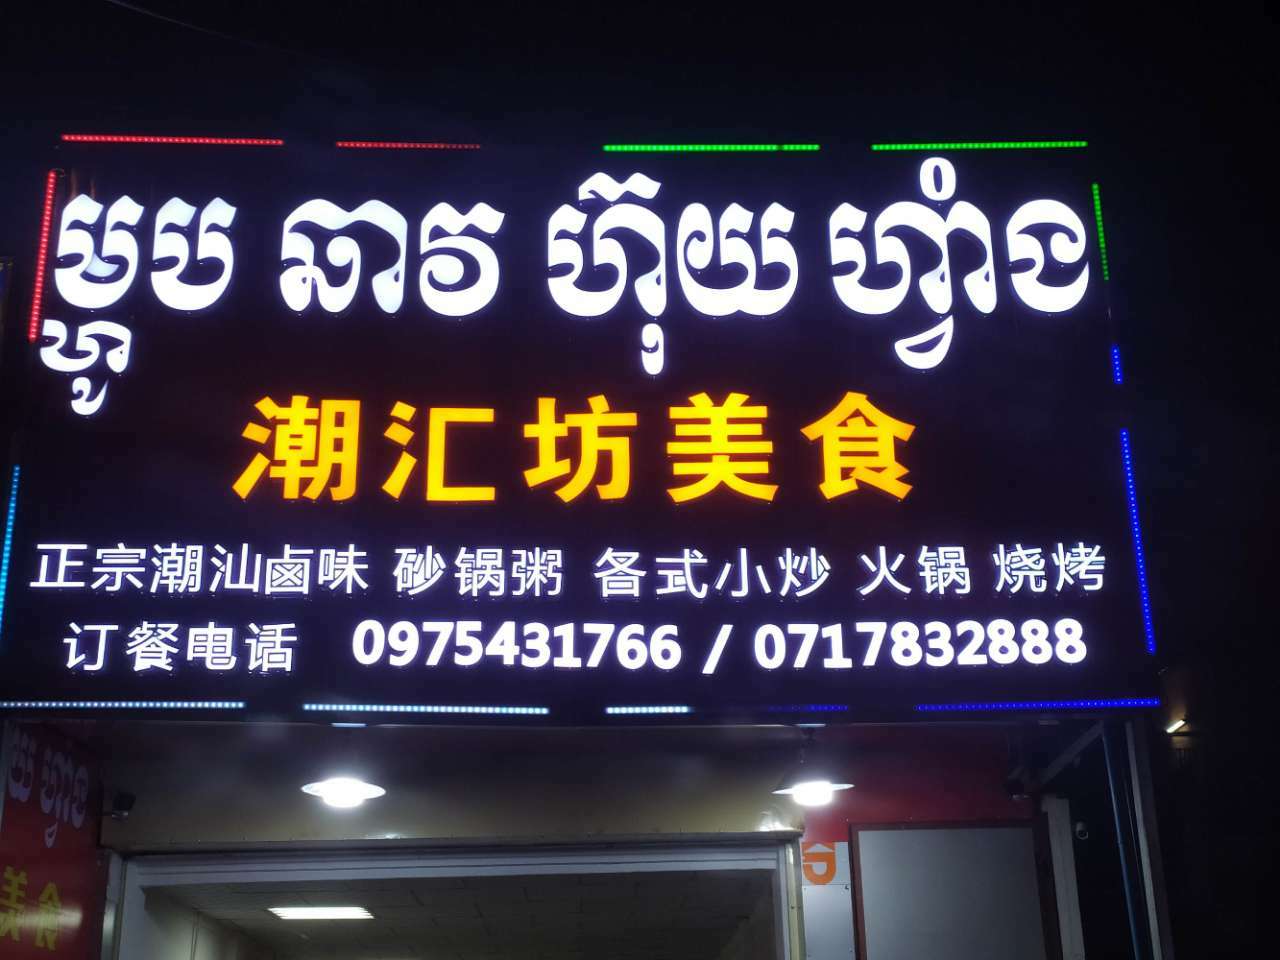 ម្ហូប ឆាវ ហ៊ុយ ហ្វាំង
潮汇坊美食
正宗潮汕卤味 砂锅粥 各式小炒 火锅 烧烤
订餐电话 0975431766 / 0717832888